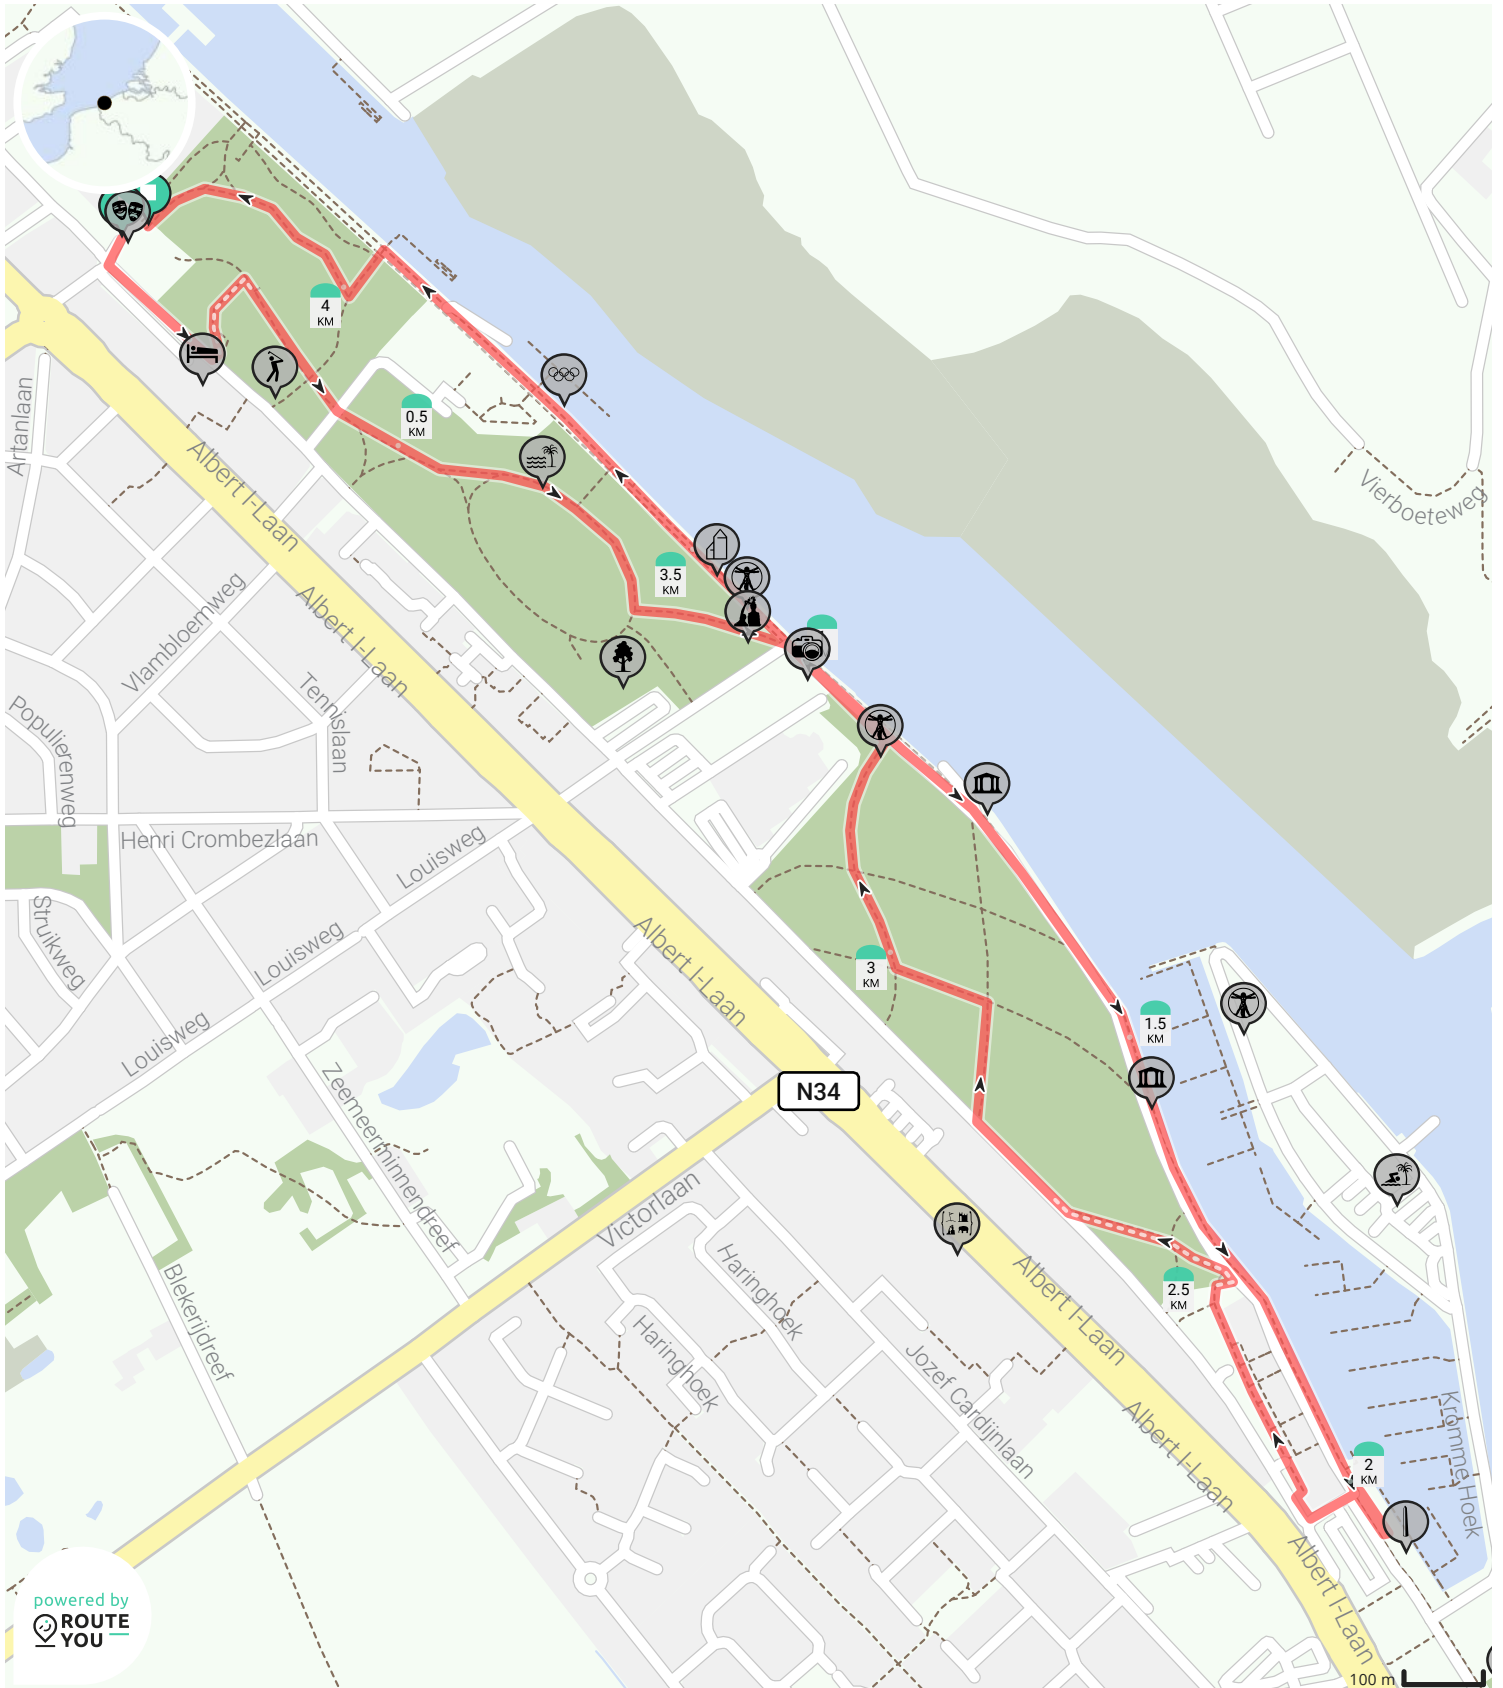 4
KM
0.5
KM
Artanlaan
Albert I-Laan
Vierboeteweg
3.5
KM
Albert I-Laan
Vlambloemweg
Tennislaan
Populierenweg
Henri Crombezlaan
Louisweg
Struikweg
Louisweg
Albert I-Laan
3
KM
1.5
KM
Louisweg
Zeemeerminnendreef
N34
Victorlaan
Haringhoek
Albert I-Laan
2.5
KM
Blekerijdreef
Haringhoek
Jozef Cardijnlaan
Albert I-Laan
Kromme Hoek
2
KM
Albert I-Laan
powered by
ROUTE
YOU
100 m